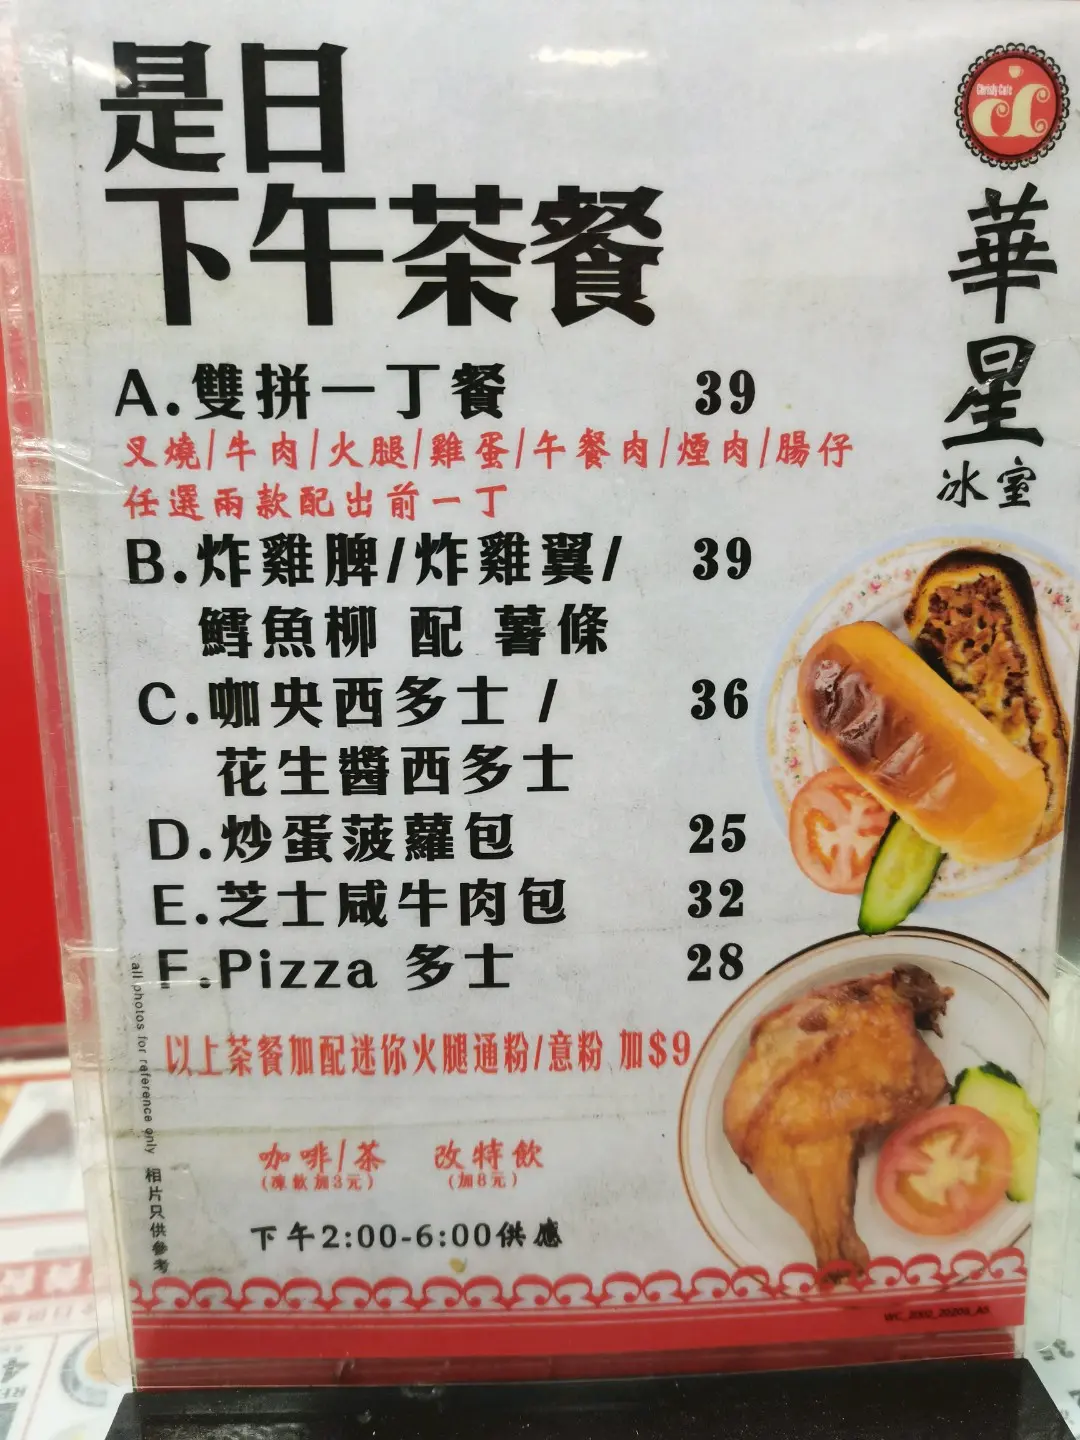 是日
下午茶餐
Christy Cafe
華星
冰室
A.雙拼一丁餐 39
叉燒/牛肉/火腿/雞蛋/午餐肉/煙肉/腸仔
任選兩款配出前一丁
B.炸雞脾/炸雞翼/ 39
鱈魚柳 配 薯條
C.咖央西多士 / 36
花生醬西多士
D.炒蛋菠蘿包 25
E.芝士咸牛肉包 32
F.Pizza 多士 28
以上茶餐加配迷你火腿通粉/意粉 加$9
咖啡/茶 改特飲
(凍飲加3元) (加8元)
下午2:00-6:00供應
all photos for reference only 相片只供參考